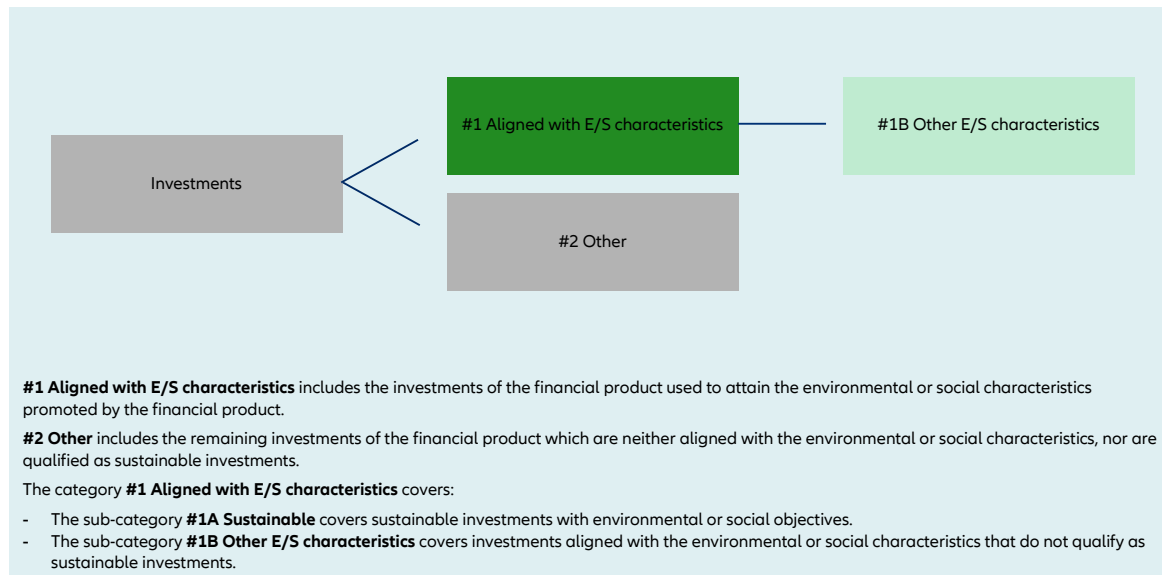 #1 Aligned with E/S characteristics
#1B Other E/S characteristics
Investments
#2 Other
#1 Aligned with E/S characteristics includes the investments of the financial product used to attain the environmental or social characteristics
promoted by the financial product.
#2 Other includes the remaining investments of the financial product which are neither aligned with the environmental or social characteristics, nor are
qualified as sustainable investments.
The category #1 Aligned with E/S characteristics covers:
- The sub-category #1A Sustainable covers sustainable investments with environmental or social objectives.
- The sub-category #1B Other E/S characteristics covers investments aligned with the environmental or social characteristics that do not qualify as
sustainable investments.